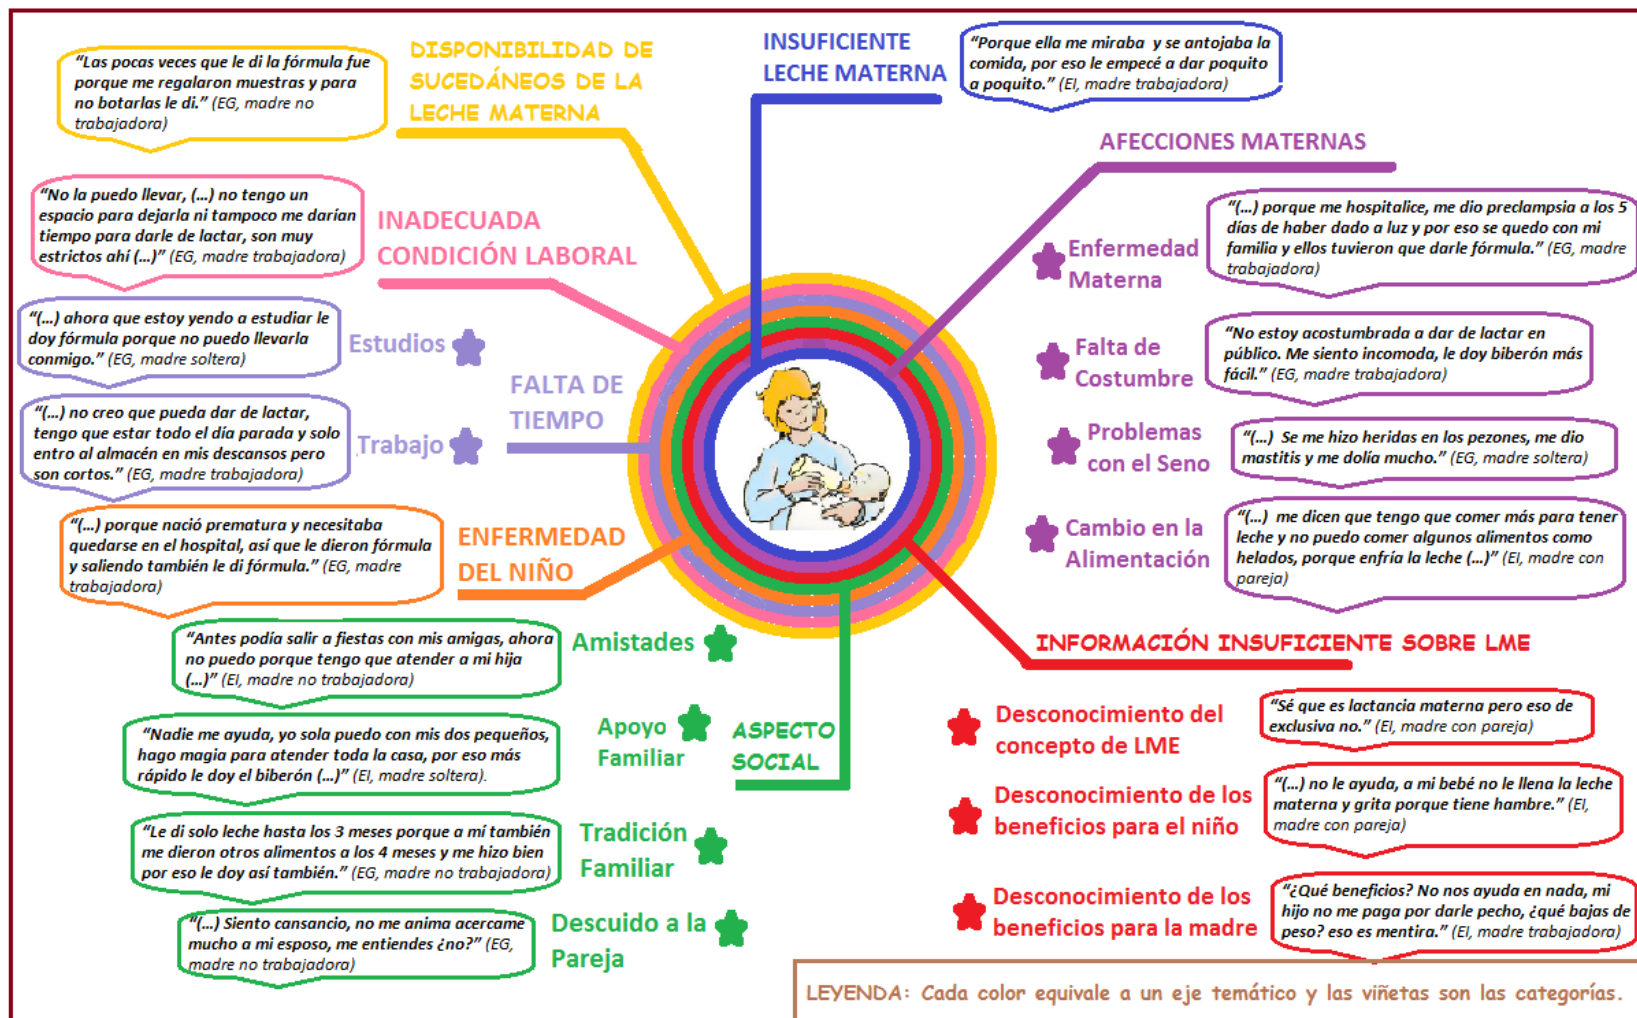 DISPONIBILIDAD DE
SUCEDÁNEOS DE LA
LECHE MATERNA
“Las pocas veces que le di la fórmula fue
porque me regalaron muestras y para
no botarlas le di.” (EG, madre no
trabajadora)
INADECUADA
CONDICIÓN LABORAL
“No la puedo llevar, (...) no tengo un
espacio para dejarla ni tampoco me darían
tiempo para darle de lactar, son muy
estrictos ahí (...)” (EG, madre trabajadora)
FALTA DE
TIEMPO
Estudios
“(...) ahora que estoy yendo a estudiar le
doy fórmula porque no puedo llevarla
conmigo.” (EG, madre soltera)
Trabajo
“(...) no creo que pueda dar de lactar,
tengo que estar todo el día parada y solo
entro al almacén en mis descansos pero
son cortos.” (EG, madre trabajadora)
ENFERMEDAD
DEL NIÑO
“(...) porque nació prematura y necesitaba
quedarse en el hospital, así que le dieron fórmula
y saliendo también le di fórmula.” (EG, madre
trabajadora)
ASPECTO
SOCIAL
Amistades
“Antes podía salir a fiestas con mis amigas, ahora
no puedo porque tengo que atender a mi hija
(...)” (EI, madre no trabajadora)
Apoyo
Familiar
“Nadie me ayuda, yo sola puedo con mis dos pequeños,
hago magia para atender toda la casa, por eso más
rápido le doy el biberón (...)” (EI, madre soltera).
Tradición
Familiar
“Le di solo leche hasta los 3 meses porque a mí también
me dieron otros alimentos a los 4 meses y me hizo bien
por eso le doy así también.” (EG, madre no trabajadora)
Descuido a la
Pareja
“(...) Siento cansancio, no me anima acercame
mucho a mi esposo, me entiendes ¿no?” (EG,
madre no trabajadora)
INSUFICIENTE
LECHE MATERNA
“Porque ella me miraba y se antojaba la
comida, por eso le empecé a dar poquito
a poquito.” (EI, madre trabajadora)
AFECCIONES MATERNAS
Enfermedad
Materna
“(...) porque me hospitalice, me dio preclampsia a los 5
días de haber dado a luz y por eso se quedo con mi
familia y ellos tuvieron que darle fórmula.” (EG, madre
trabajadora)
Falta de
Costumbre
“No estoy acostumbrada a dar de lactar en
público. Me siento incomoda, le doy biberón más
fácil.” (EG, madre trabajadora)
Problemas
con el Seno
“(...) Se me hizo heridas en los pezones, me dio
mastitis y me dolía mucho.” (EG, madre soltera)
Cambio en la
Alimentación
“(...) me dicen que tengo que comer más para tener
leche y no puedo comer algunos alimentos como
helados, porque enfría la leche (...)” (EI, madre con
pareja)
INFORMACIÓN INSUFICIENTE SOBRE LME
Desconocimiento del
concepto de LME
“Sé que es lactancia materna pero eso de
exclusiva no.” (EI, madre con pareja)
Desconocimiento de los
beneficios para el niño
“(...) no le ayuda, a mi bebé no le llena la leche
materna y grita porque tiene hambre.” (EI,
madre con pareja)
Desconocimiento de los
beneficios para la madre
“¿Qué beneficios? No nos ayuda en nada, mi
hijo no me paga por darle pecho, ¿qué bajas de
peso? eso es mentira.” (EI, madre trabajadora)
LEYENDA: Cada color equivale a un eje temático y las viñetas son las categorías.